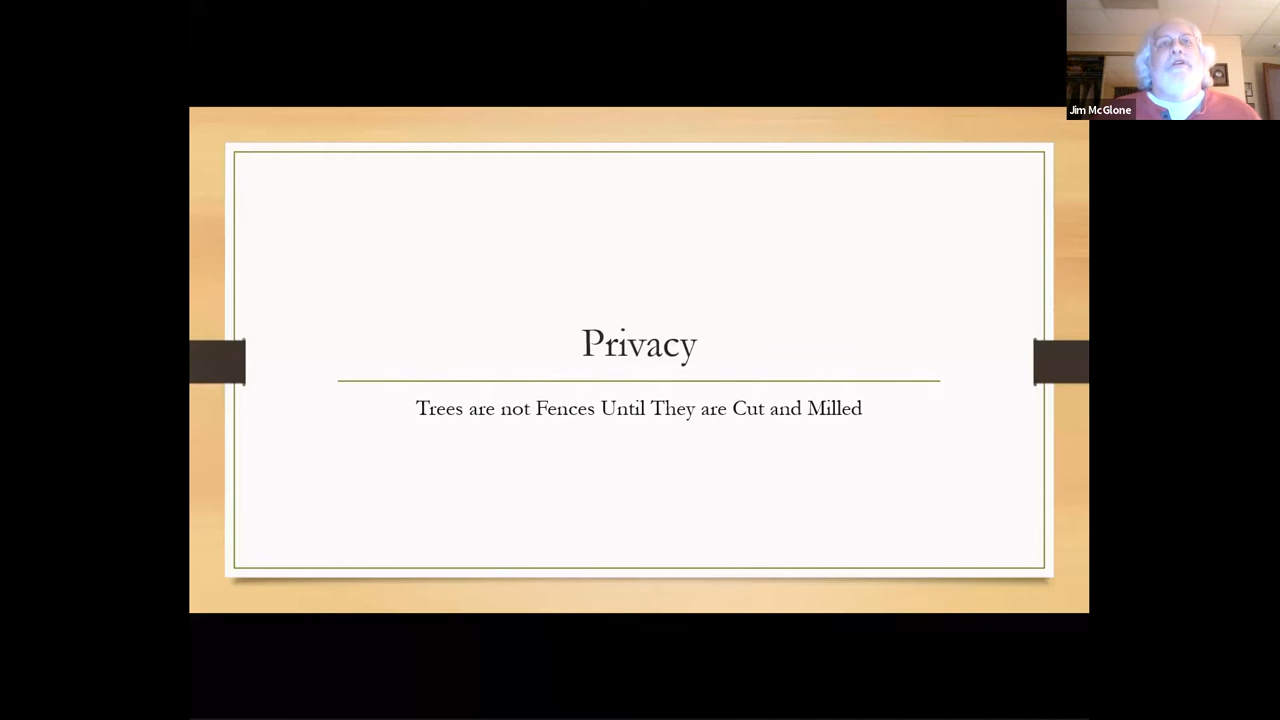 Jim McGlone
Privacy
Trees are not Fences Until They are Cut and Milled